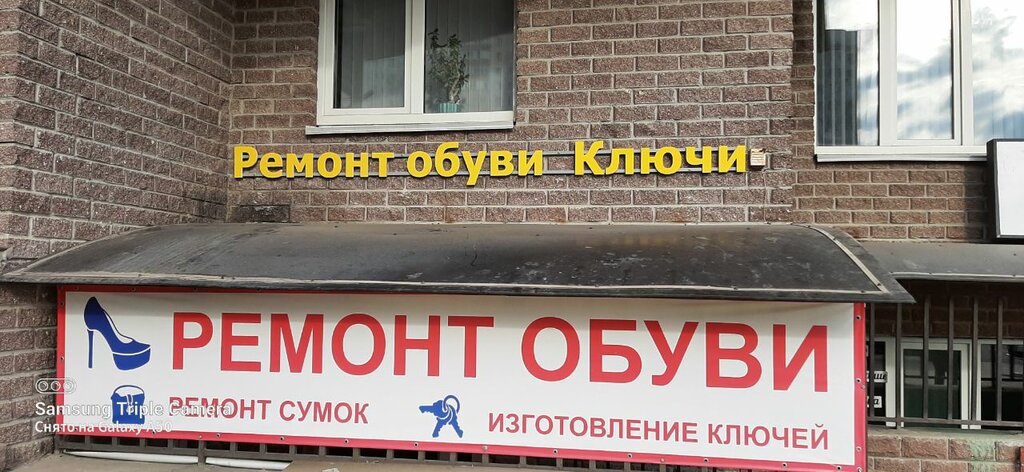 Ремонт обуви Ключи
РЕМОНТ ОБУВИ
РЕМОНТ СУМОК
ИЗГОТОВЛЕНИЕ КЛЮЧЕЙ
Samsung Triple Camera
Снято на Galaxy A50